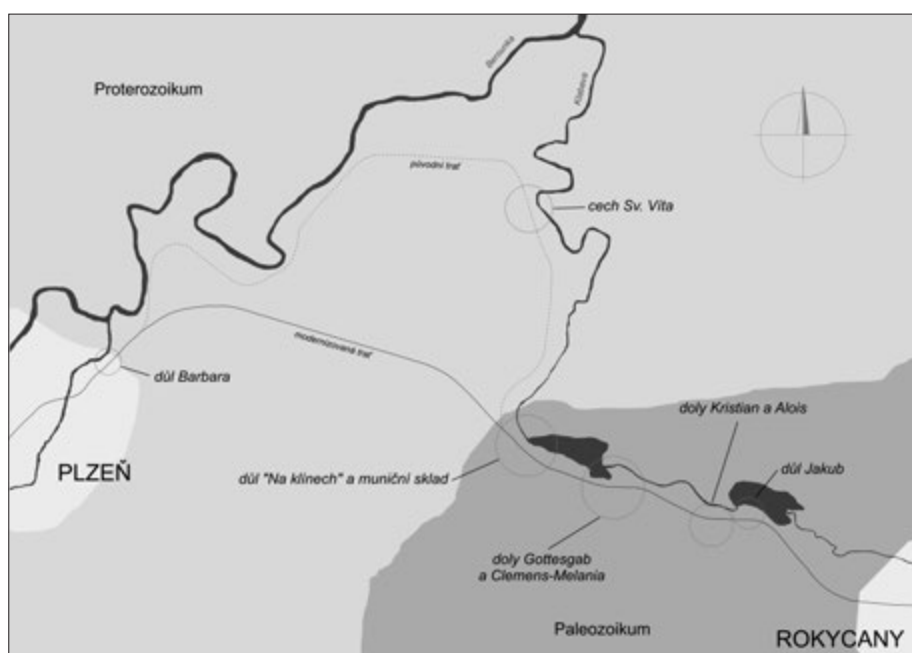 Berounka
Klabava
Proterozoikum
původní trať
cech Sv. Víta
modernizovaná trať
důl Barbara
doly Kristian a Alois
PLZEŇ
důl "Na klínech" a muniční sklad
důl Jakub
doly Gottesgab
a Clemens-Melania
Paleozoikum
ROKYCANY